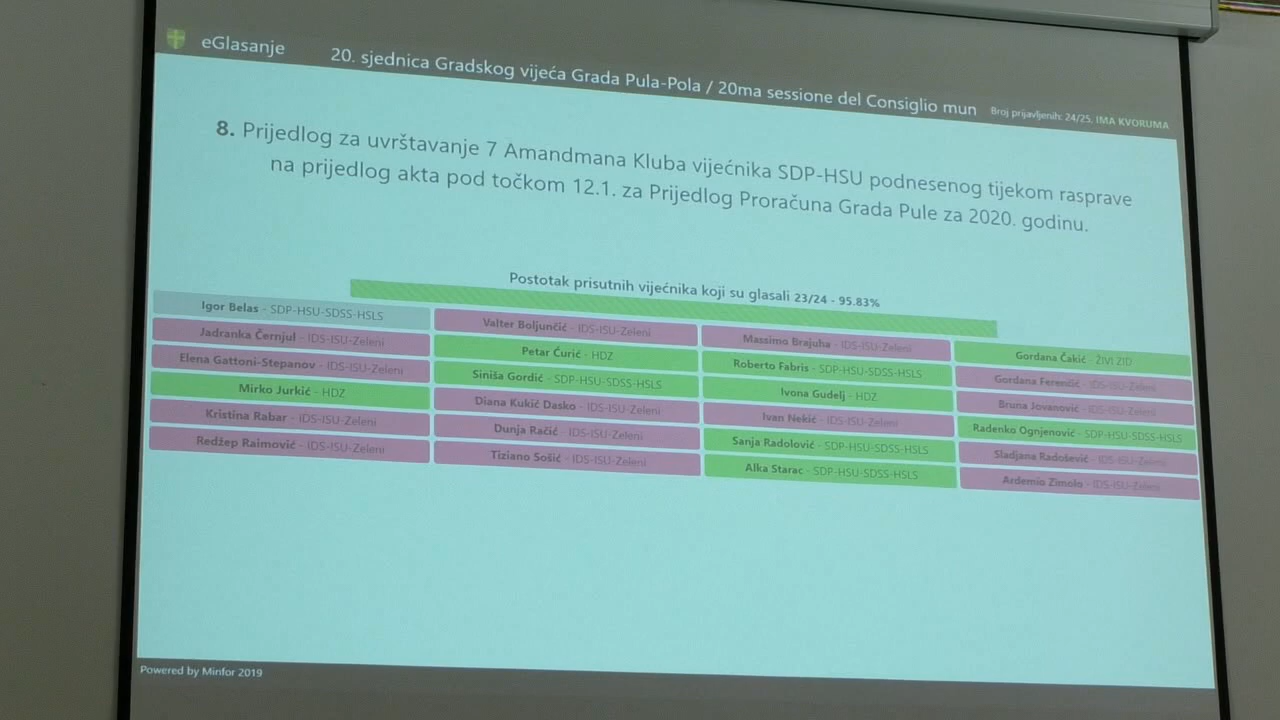 eGlasanje
20. sjednica Gradskog vijeća Grada Pula-Pola / 20ma sessione del Consiglio mun
Broj prijavljenih: 24/25, IMA KVORUMA
8. Prijedlog za uvrštavanje 7 Amandmana Kluba vijećnika SDP-HSU podnesenog tijekom rasprave
na prijedlog akta pod točkom 12.1. za Prijedlog Proračuna Grada Pule za 2020. godinu.
Postotak prisutnih vijećnika koji su glasali 23/24 - 95.83%
Igor Belas - SDP-HSU-SDSS-HSLS
Valter Boljunčić - IDS-ISU-Zeleni
Massimo Brajuha - IDS-ISU-Zeleni
Gordana Čakić - ŽIVI ZID
Jadranka Černjul - IDS-ISU-Zeleni
Petar Ćurić - HDZ
Roberto Fabris - SDP-HSU-SDSS-HSLS
Gordana Ferenčić - IDS-ISU-Zeleni
Elena Gattoni-Stepanov - IDS-ISU-Zeleni
Siniša Gordić - SDP-HSU-SDSS-HSLS
Ivona Gudelj - HDZ
Bruna Jovanović - IDS-ISU-Zeleni
Mirko Jurkić - HDZ
Diana Kukić Dasko - IDS-ISU-Zeleni
Ivan Nekić - IDS-ISU-Zeleni
Radenko Ognjenović - SDP-HSU-SDSS-HSLS
Kristina Rabar - IDS-ISU-Zeleni
Dunja Račić - IDS-ISU-Zeleni
Sanja Radolović - SDP-HSU-SDSS-HSLS
Sladjana Radošević - IDS-ISU-Zeleni
Redžep Raimović - IDS-ISU-Zeleni
Tiziano Sošić - IDS-ISU-Zeleni
Alka Starac - SDP-HSU-SDSS-HSLS
Ardemio Zimolo - IDS-ISU-Zeleni
Powered by Minfor 2019